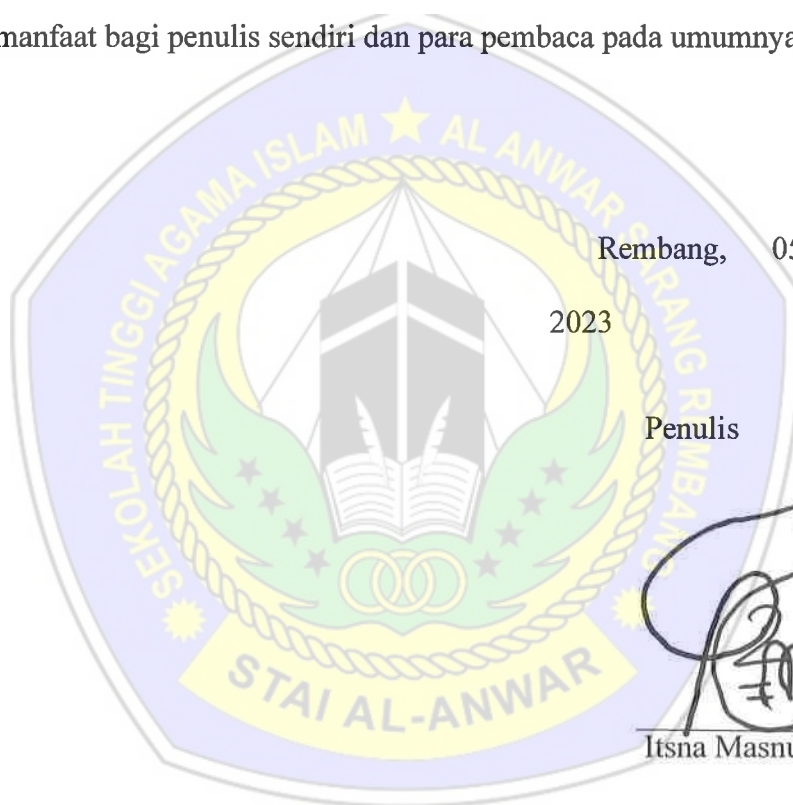 manfaat bagi penulis sendiri dan para pembaca pada umumnya
SEKOLAH TINGGI AGAMA ISLAM AL ANWAR SARANG REMBANG
Rembang,
2023
Penulis
STAI AL-ANWAR
Itsna